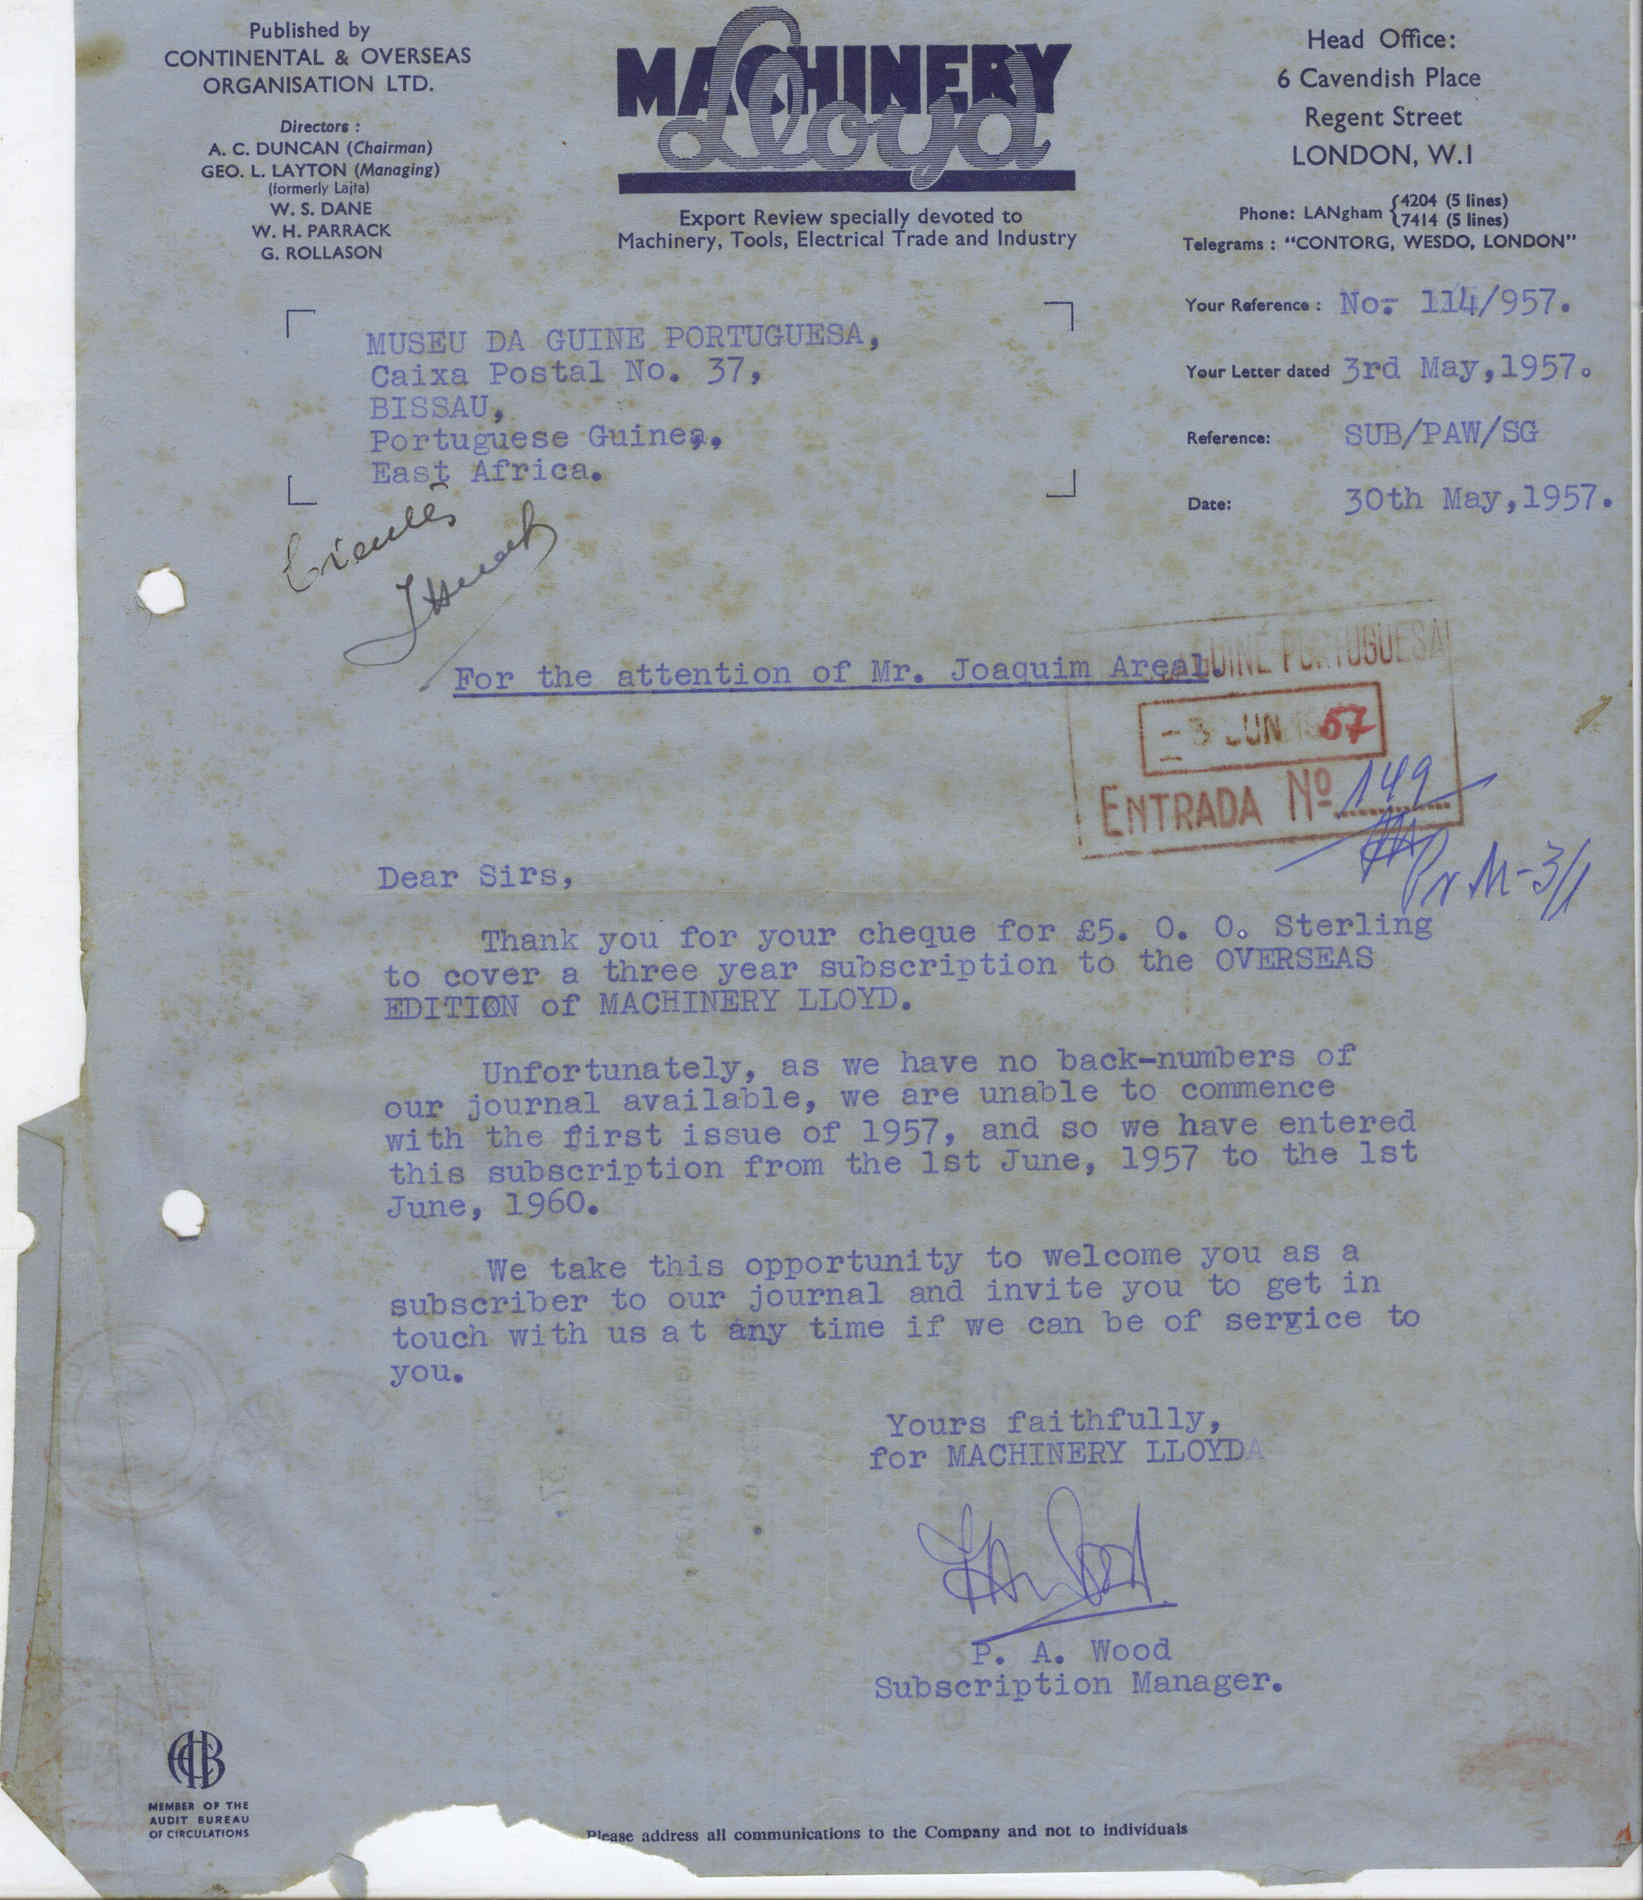 Published by
CONTINENTAL & OVERSEAS
ORGANISATION LTD.
Directors :
A. C. DUNCAN (Chairman)
GEO. L. LAYTON (Managing)
(formerly Lajta)
W. S. DANE
W. H. PARRACK
G. ROLLASON
MACHINERY
Lloyd
Export Review specially devoted to
Machinery, Tools, Electrical Trade and Industry
Head Office:
6 Cavendish Place
Regent Street
LONDON, W.1
Phone: LANgham {4204 (5 lines)
7414 (5 lines)
Telegrams : "CONTORG, WESDO, LONDON"
Your Reference : No. 114/957.
Your Letter dated 3rd May,1957.
Reference: SUB/PAW/SG
Date: 30th May,1957.
MUSEU DA GUINE PORTUGUESA,
Caixa Postal No. 37,
BISSAU,
Portuguese Guinea,
East Africa.
For the attention of Mr. Joaquim Areal.
GUINÉ PORTUGUESA
- 3 JUN 1957
ENTRADA Nº 149
Pr M-3/1
Dear Sirs,
Thank you for your cheque for £5. 0. 0. Sterling
to cover a three year subscription to the OVERSEAS
EDITION of MACHINERY LLOYD.
Unfortunately, as we have no back-numbers of
our journal available, we are unable to commence
with the first issue of 1957, and so we have entered
this subscription from the 1st June, 1957 to the 1st
June, 1960.
We take this opportunity to welcome you as a
subscriber to our journal and invite you to get in
touch with us at any time if we can be of service to
you.
Yours faithfully,
for MACHINERY LLOYD
P. A. Wood
Subscription Manager.
MEMBER OF THE
AUDIT BUREAU
OF CIRCULATIONS
Please address all communications to the Company and not to individuals